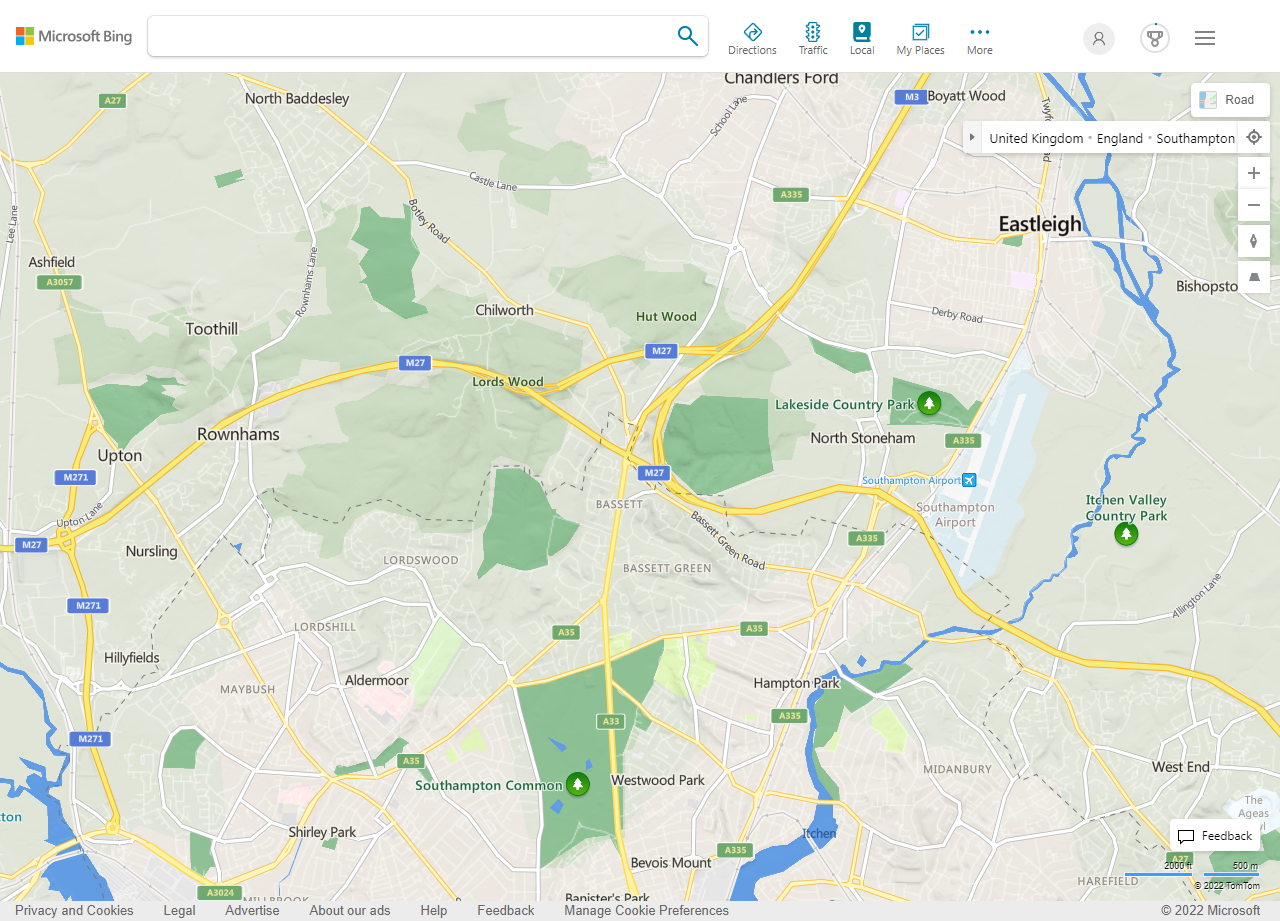 Microsoft Bing
Directions
Traffic
Local
My Places
More
Road
United Kingdom • England • Southampton
Chandlers Ford
A27
North Baddesley
M3
Boyatt Wood
School Lane
Castle Lane
A335
Lee Lane
Botley Road
Eastleigh
Ashfield
A3057
Rownhams Lane
Bishopsto
Chilworth
Hut Wood
Derby Road
Toothill
M27
M27
Lords Wood
Lakeside Country Park
Rownhams
North Stoneham
A335
Upton
M271
M27
Southampton Airport
Itchen Valley
Country Park
BASSETT
Southampton
Airport
Upton Lane
Bassett Green Road
M27
Nursling
A335
LORDSWOOD
BASSETT GREEN
Allington Lane
M271
LORDSHILL
A35
A35
Hillyfields
Aldermoor
Hampton Park
MAYBUSH
A335
A33
M271
A35
MIDANBURY
West End
Southampton Common
Westwood Park
The
Ageas
tton
Shirley Park
Itchen
Feedback
A335
A27
Bevois Mount
2000 ft
500 m
HAREFIELD
A3024
© 2022 TomTom
MILLBROOK
Banister's Park
Privacy and Cookies
Legal
Advertise
About our ads
Help
Feedback
Manage Cookie Preferences
© 2022 Microsoft